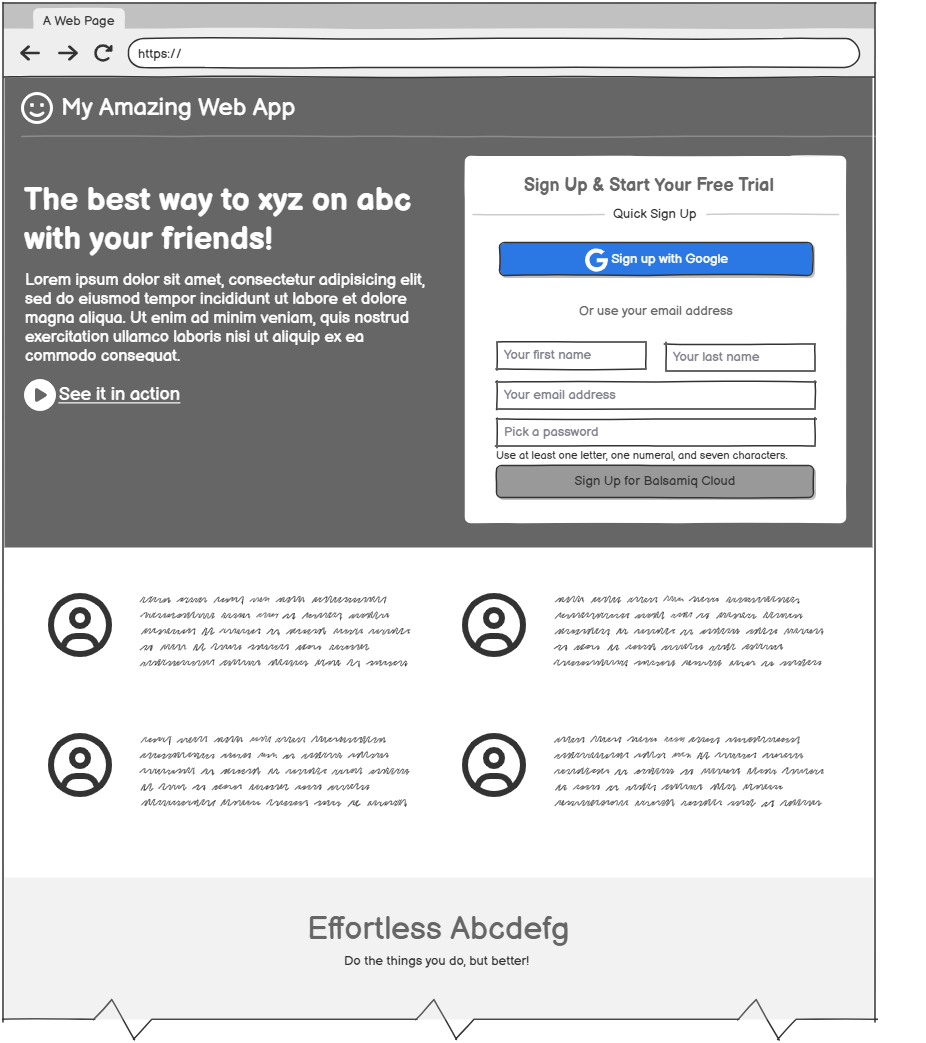 A Web Page
https://
My Amazing Web App
The best way to xyz on abc
with your friends!
Lorem ipsum dolor sit amet, consectetur adipisicing elit,
sed do eiusmod tempor incididunt ut labore et dolore
magna aliqua. Ut enim ad minim veniam, quis nostrud
exercitation ullamco laboris nisi ut aliquip ex ea
commodo consequat.
See it in action
Sign Up & Start Your Free Trial
Quick Sign Up
G Sign up with Google
Or use your email address
Your first name
Your last name
Your email address
Pick a password
Use at least one letter, one numeral, and seven characters.
Sign Up for Balsamiq Cloud
Effortless Abcdefg
Do the things you do, but better!